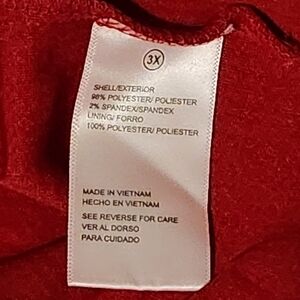 3X
SHELL/EXTERIOR
98% POLYESTER/ POLIESTER
2% SPANDEX/SPANDEX
LINING/ FORRO
100% POLYESTER/ POLIESTER
MADE IN VIETNAM
HECHO EN VIETNAM
SEE REVERSE FOR CARE
VER AL DORSO
PARA CUIDADO